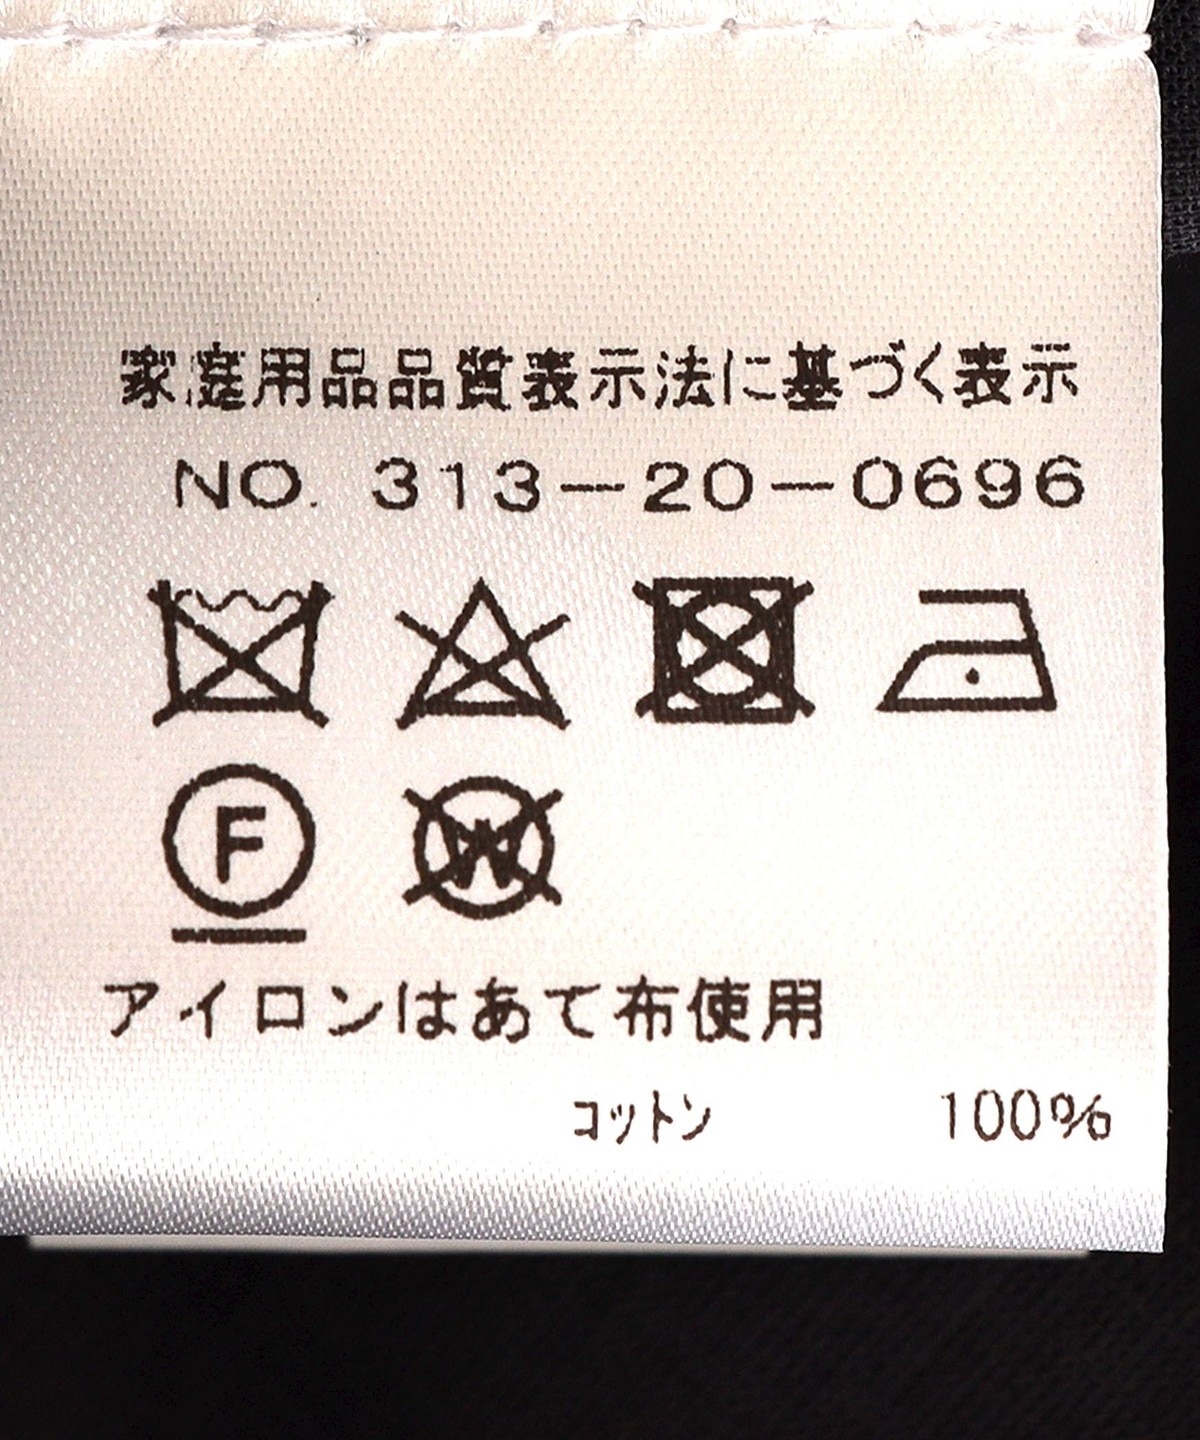 家庭用品品質表示法に基づく表示
NO. 313-20-0696
F W
アイロンはあて布使用
コットン 100%